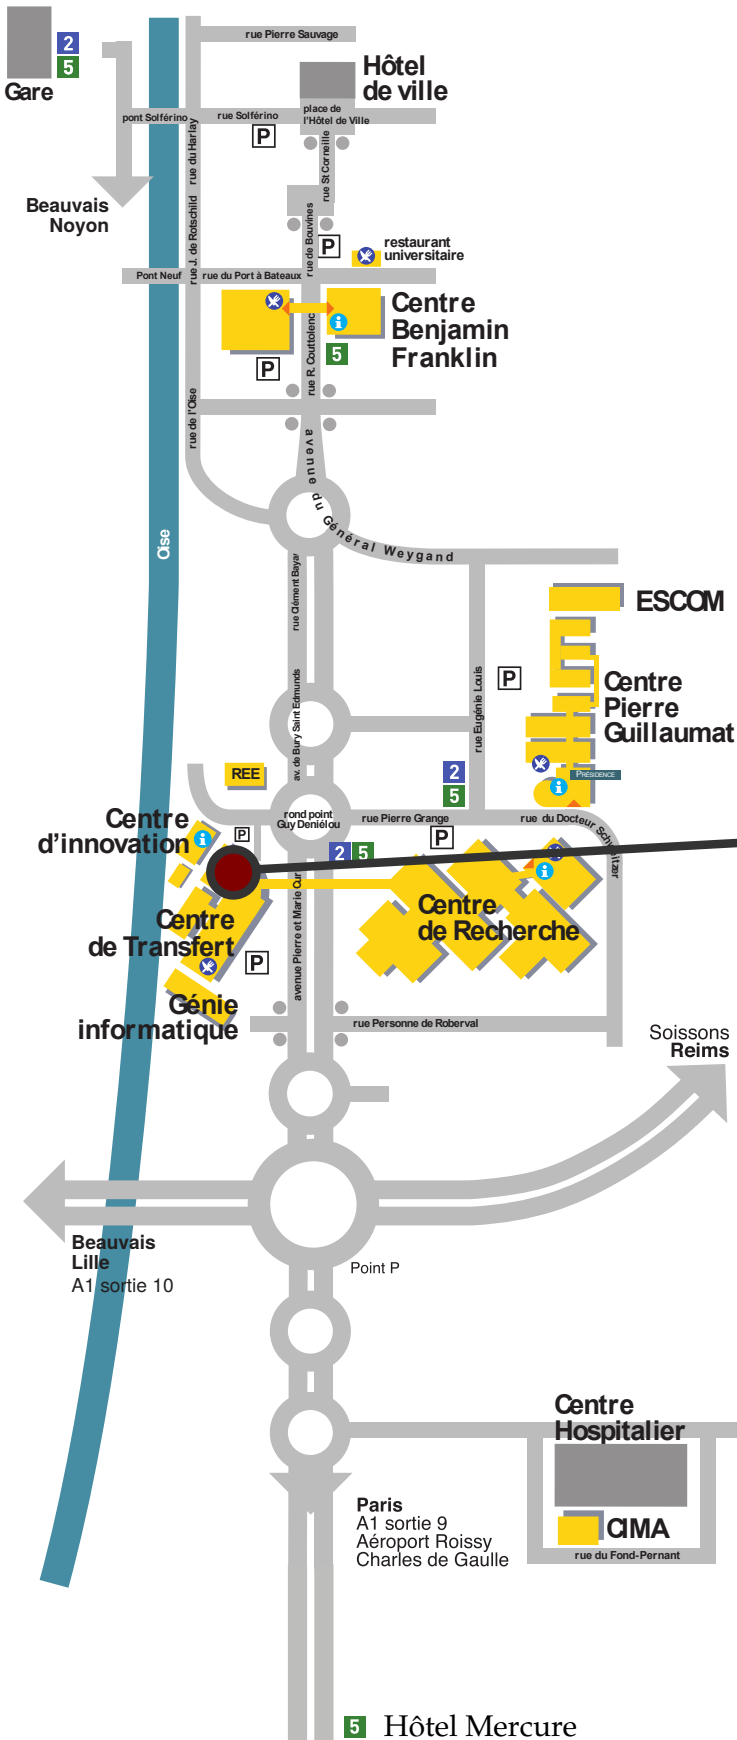 rue Pierre Sauvage
2
5
Gare
Hôtel
de ville
pont Solférino
rue Solférino
place de
l'Hôtel de Ville
P
rue du Harlay
rue St Corneille
Beauvais
Noyon
rue J. de Rotschild
rue de Bouvines
P
restaurant
universitaire
Pont Neuf
rue du Port à Bateaux
Centre
Benjamin
Franklin
i
5
P
rue R. Couttolenc
rue de l'Oise
avenue du Général Weygand
Oise
rue Clément Bayar
ESCOM
P
Centre
Pierre
Guillaumat
rue Eugénie Louis
av. de Bury Saint Edmunds
REE
2
5
PRÉSIDENCE
i
Centre
d'innovation
i
P
rond point
Guy Deniélou
rue Pierre Grange
P
rue du Docteur Schweitzer
2
5
i
Centre
de Transfert
Centre
de Recherche
avenue Pierre et Marie Cur
P
Génie
informatique
rue Personne de Roberval
Soissons
Reims
Beauvais
Lille
A1 sortie 10
Point P
Centre
Hospitalier
Paris
A1 sortie 9
Aéroport Roissy
Charles de Gaulle
CIMA
rue du Fond-Pernant
5
Hôtel Mercure